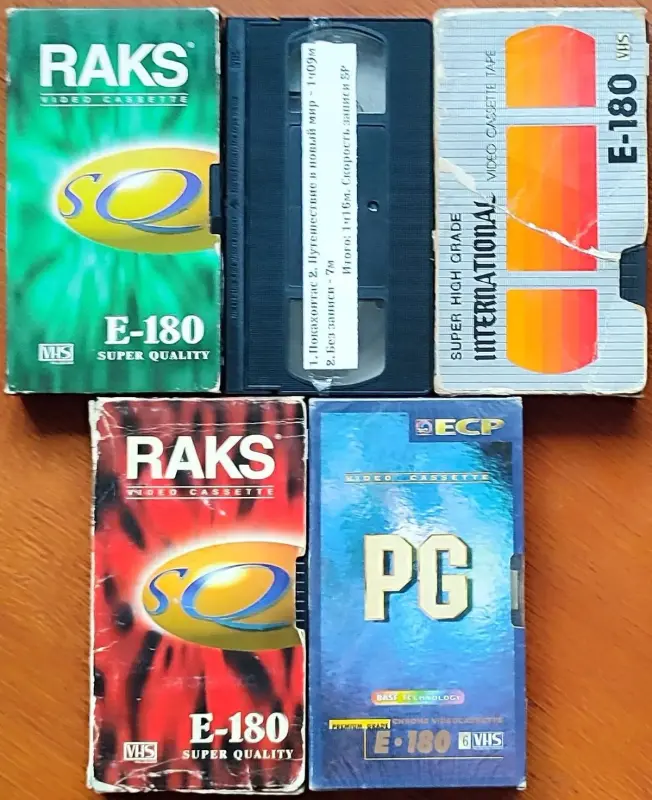 RAKS
VIDEO CASSETTE
SQ
E-180
VHS
SUPER QUALITY
1. Покахонтас 2. Путешествие в новый мир - 1ч09м
2. Без записи - 7м
Итого: 1ч16м. Скорость записи SP
SUPER HIGH GRADE
VIDEO CASSETTE TAPE
INTERNATIONAL
E-180
VHS
RAKS
VIDEO CASSETTE
SQ
E-180
VHS
SUPER QUALITY
ECP
VIDEO CASSETTE
PG
BASF TECHNOLOGY
PREMIUM GRADE
CHROME VIDEOCASSETTE
E·180
6 VHS